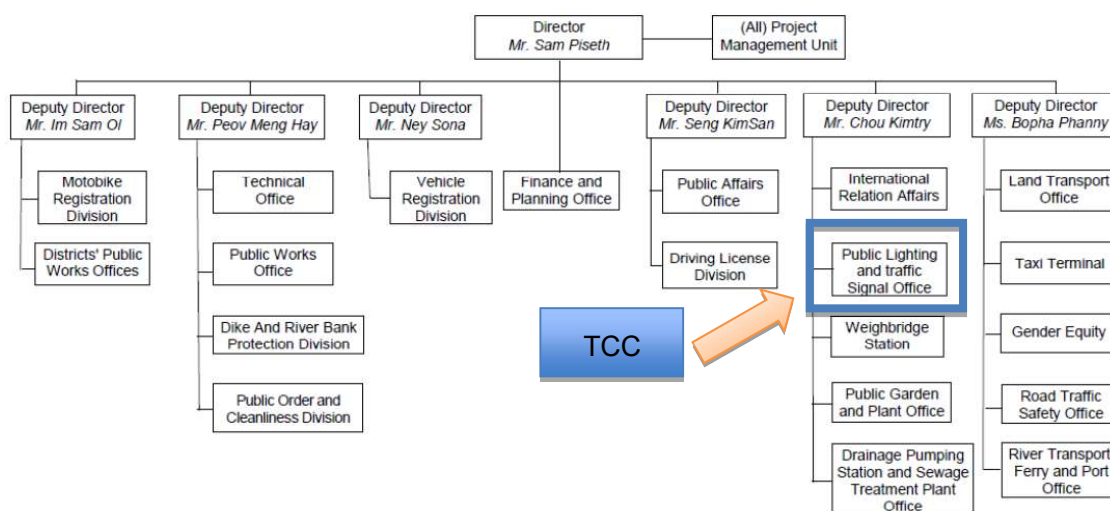 Director
Mr. Sam Piseth
(All) Project
Management Unit
Deputy Director
Mr. Im Sam Ol
Deputy Director
Mr. Peov Meng Hay
Deputy Director
Mr. Ney Sona
Deputy Director
Mr. Seng KimSan
Deputy Director
Mr. Chou Kimtry
Deputy Director
Ms. Bopha Phanny
Motobike
Registration
Division
Districts' Public
Works Offices
Technical
Office
Public Works
Office
Dike And River Bank
Protection Division
Public Order and
Cleanliness Division
Vehicle
Registration
Division
Finance and
Planning Office
Public Affairs
Office
Driving License
Division
International
Relation Affairs
Public Lighting
and traffic
Signal Office
Weighbridge
Station
Public Garden
and Plant Office
Drainage Pumping
Station and Sewage
Treatment Plant
Office
Land Transport
Office
Taxi Terminal
Gender Equity
Road Traffic
Safety Office
River Transport
Ferry and Port
Office
TCC